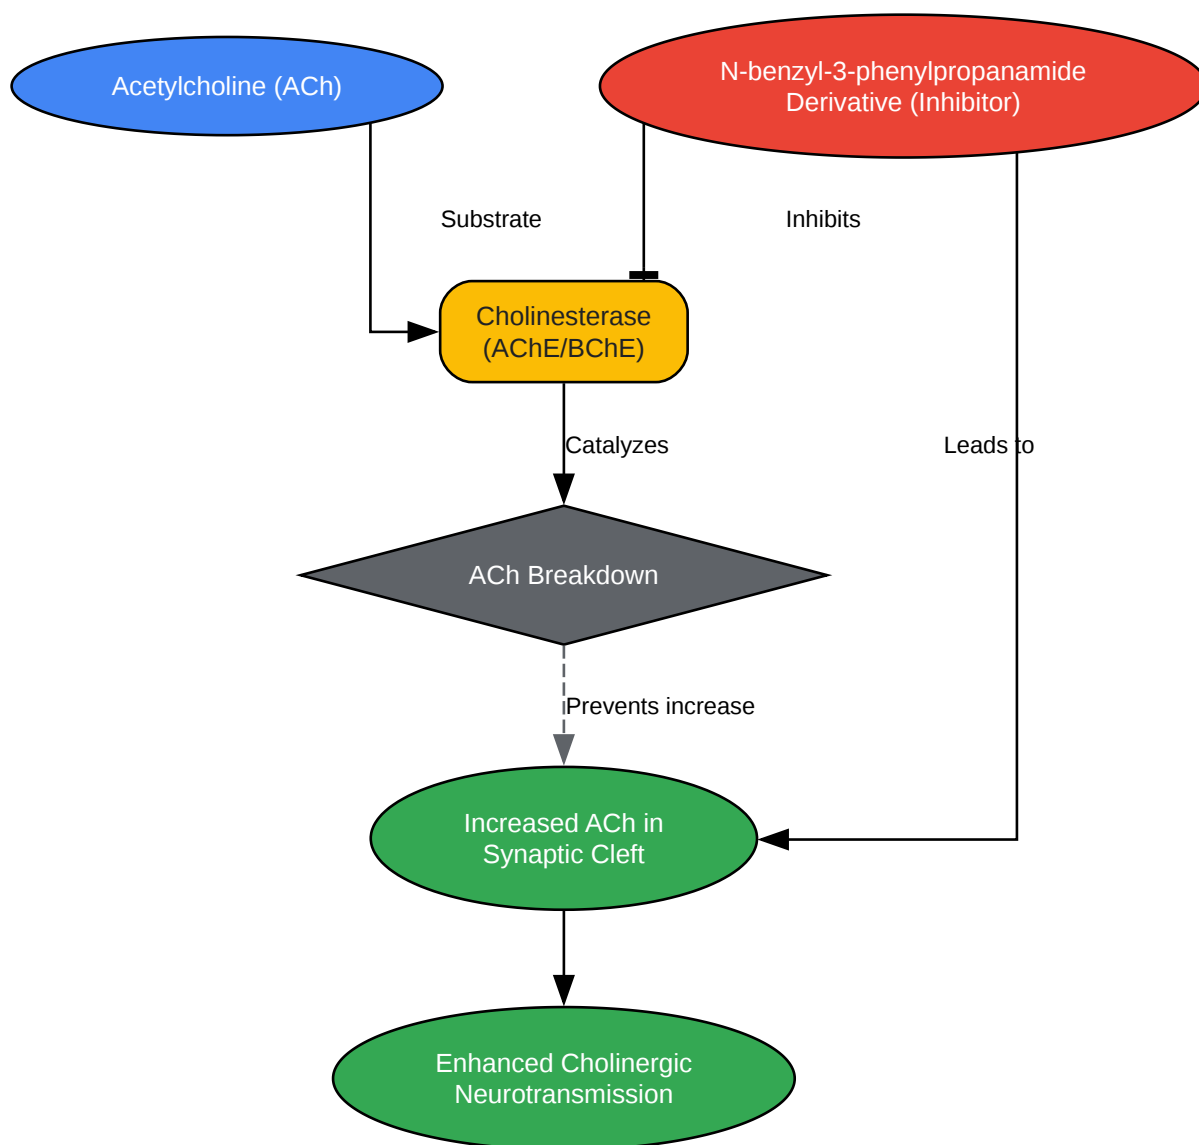 Acetylcholine (ACh)
N-benzyl-3-phenylpropanamide
Derivative (Inhibitor)
Substrate
Inhibits
Cholinesterase
(AChE/BChE)
Catalyzes
Leads to
ACh Breakdown
Prevents increase
Increased ACh in
Synaptic Cleft
Enhanced Cholinergic
Neurotransmission